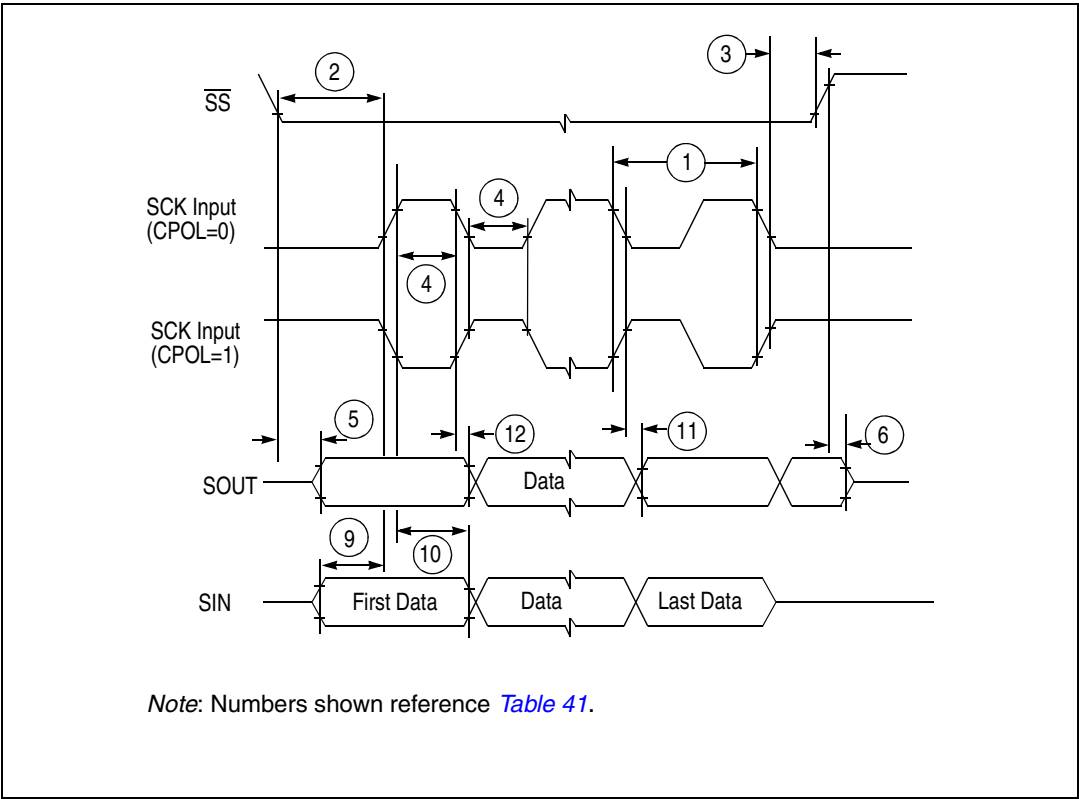 3
2
S̅S̅
1
SCK Input
(CPOL=0)
4
4
SCK Input
(CPOL=1)
5
12
11
6
SOUT
Data
9
10
SIN
First Data
Data
Last Data
Note: Numbers shown reference Table 41.